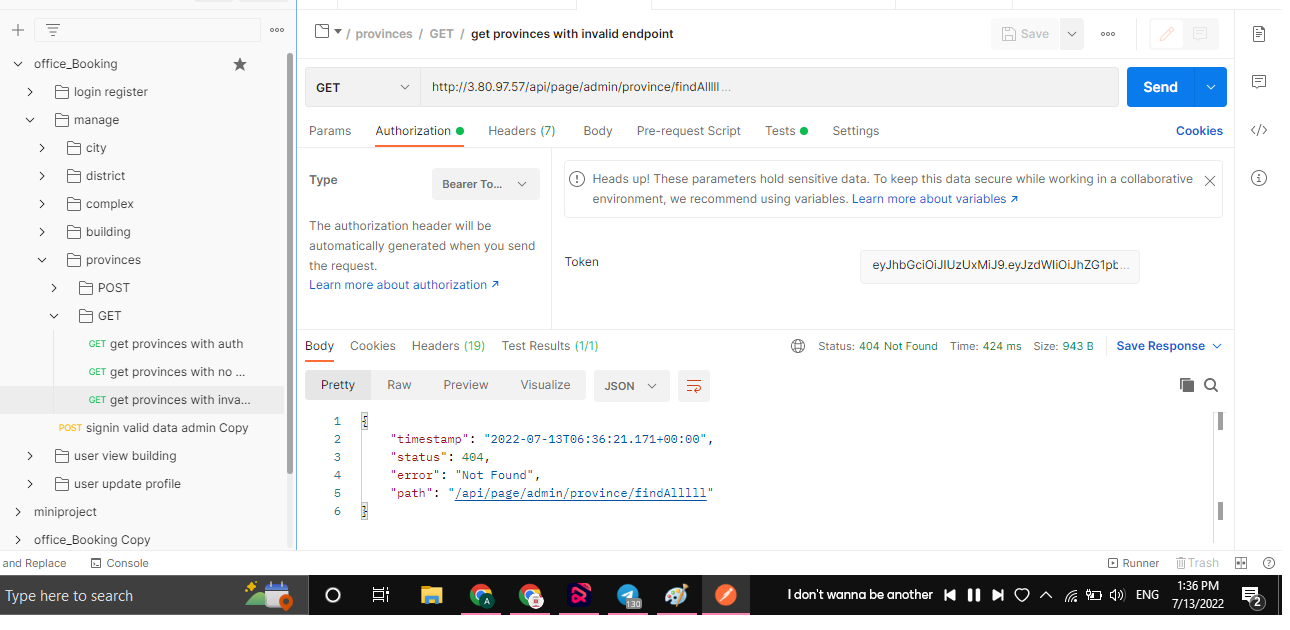 / provinces / GET / get provinces with invalid endpoint
Save
office_Booking
login register
manage
city
district
complex
building
provinces
POST
GET
GET get provinces with auth
GET get provinces with no ...
GET get provinces with inva...
POST signin valid data admin Copy
user view building
user update profile
miniproject
office_Booking Copy
GET
http://3.80.97.57/api/page/admin/province/findAlllll ...
Send
Params Authorization Headers (7) Body Pre-request Script Tests Settings Cookies
Type
Bearer To...
The authorization header will be
automatically generated when you send
the request.
Learn more about authorization ↗
Heads up! These parameters hold sensitive data. To keep this data secure while working in a collaborative
environment, we recommend using variables. Learn more about variables ↗
Token
eyJhbGciOiJIUzUxMiJ9.eyJzdWIiOiJhZG1pb...
Body Cookies Headers (19) Test Results (1/1)
Status: 404 Not Found Time: 424 ms Size: 943 B Save Response
Pretty Raw Preview Visualize JSON
1 {
2 "timestamp": "2022-07-13T06:36:21.171+00:00",
3 "status": 404,
4 "error": "Not Found",
5 "path": "/api/page/admin/province/findAlllll"
6 }
and Replace
Console
Runner
Trash
Type here to search
A
130
I don't wanna be another
ENG
1:36 PM
7/13/2022
2